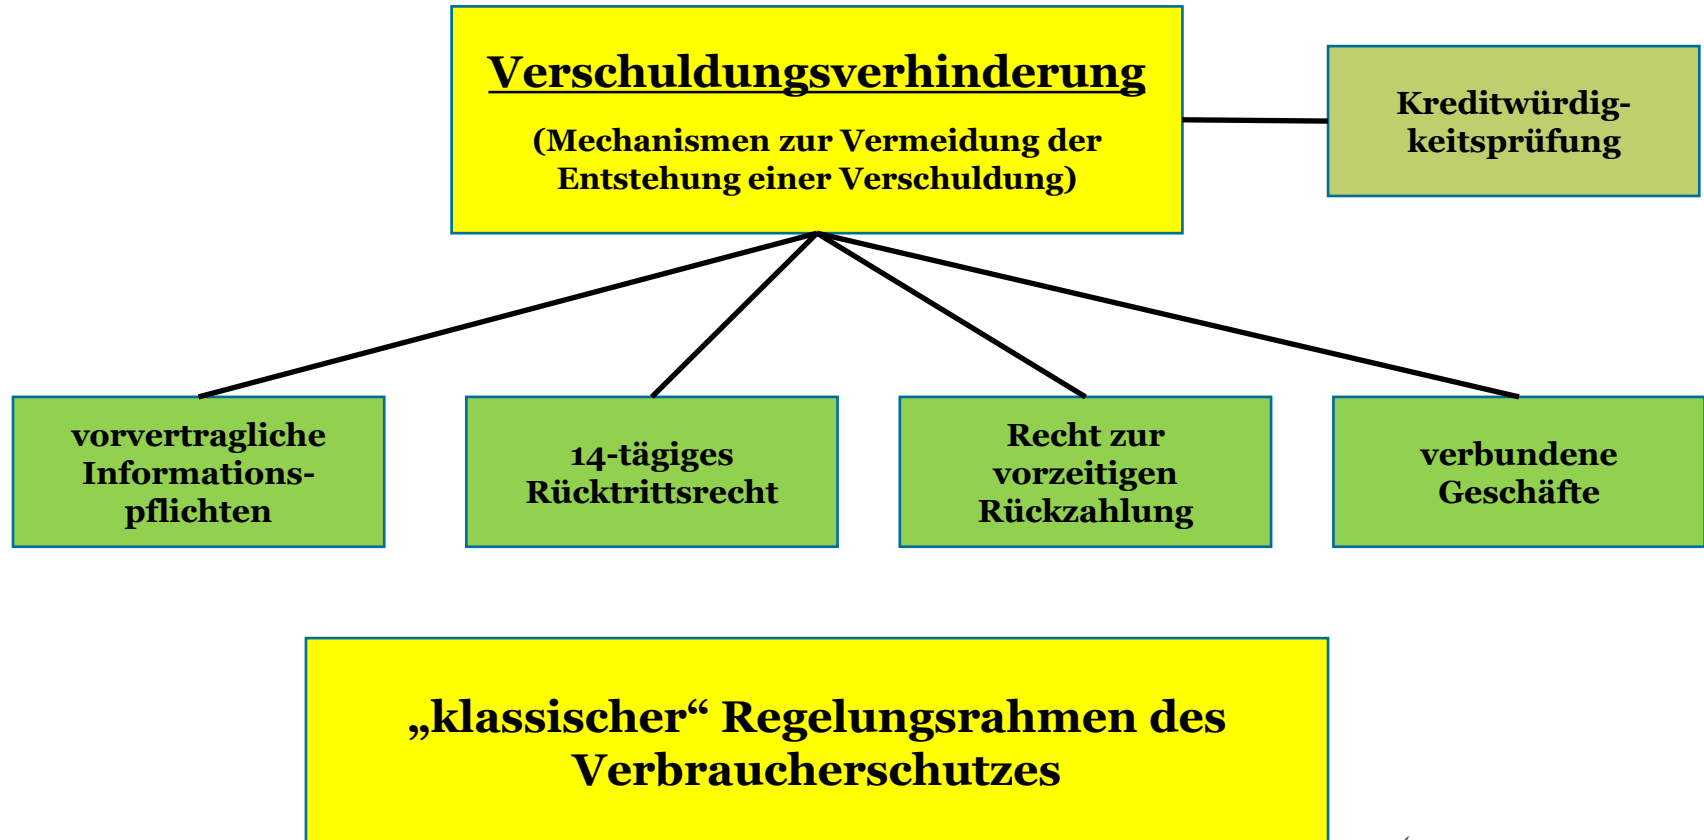 Verschuldungsverhinderung
(Mechanismen zur Vermeidung der
Entstehung einer Verschuldung)
Kreditwürdig-
keitsprüfung
vorvertragliche
Informations-
pflichten
14-tägiges
Rücktrittsrecht
Recht zur
vorzeitigen
Rückzahlung
verbundene
Geschäfte
„klassischer“ Regelungsrahmen des
Verbraucherschutzes